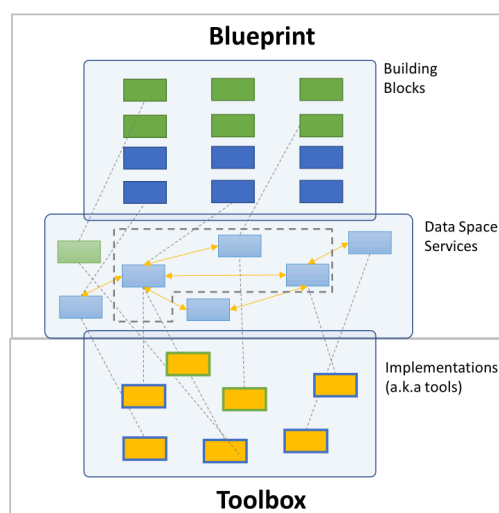 Blueprint
Building
Blocks
Data Space
Services
Implementations
(a.k.a tools)
Toolbox